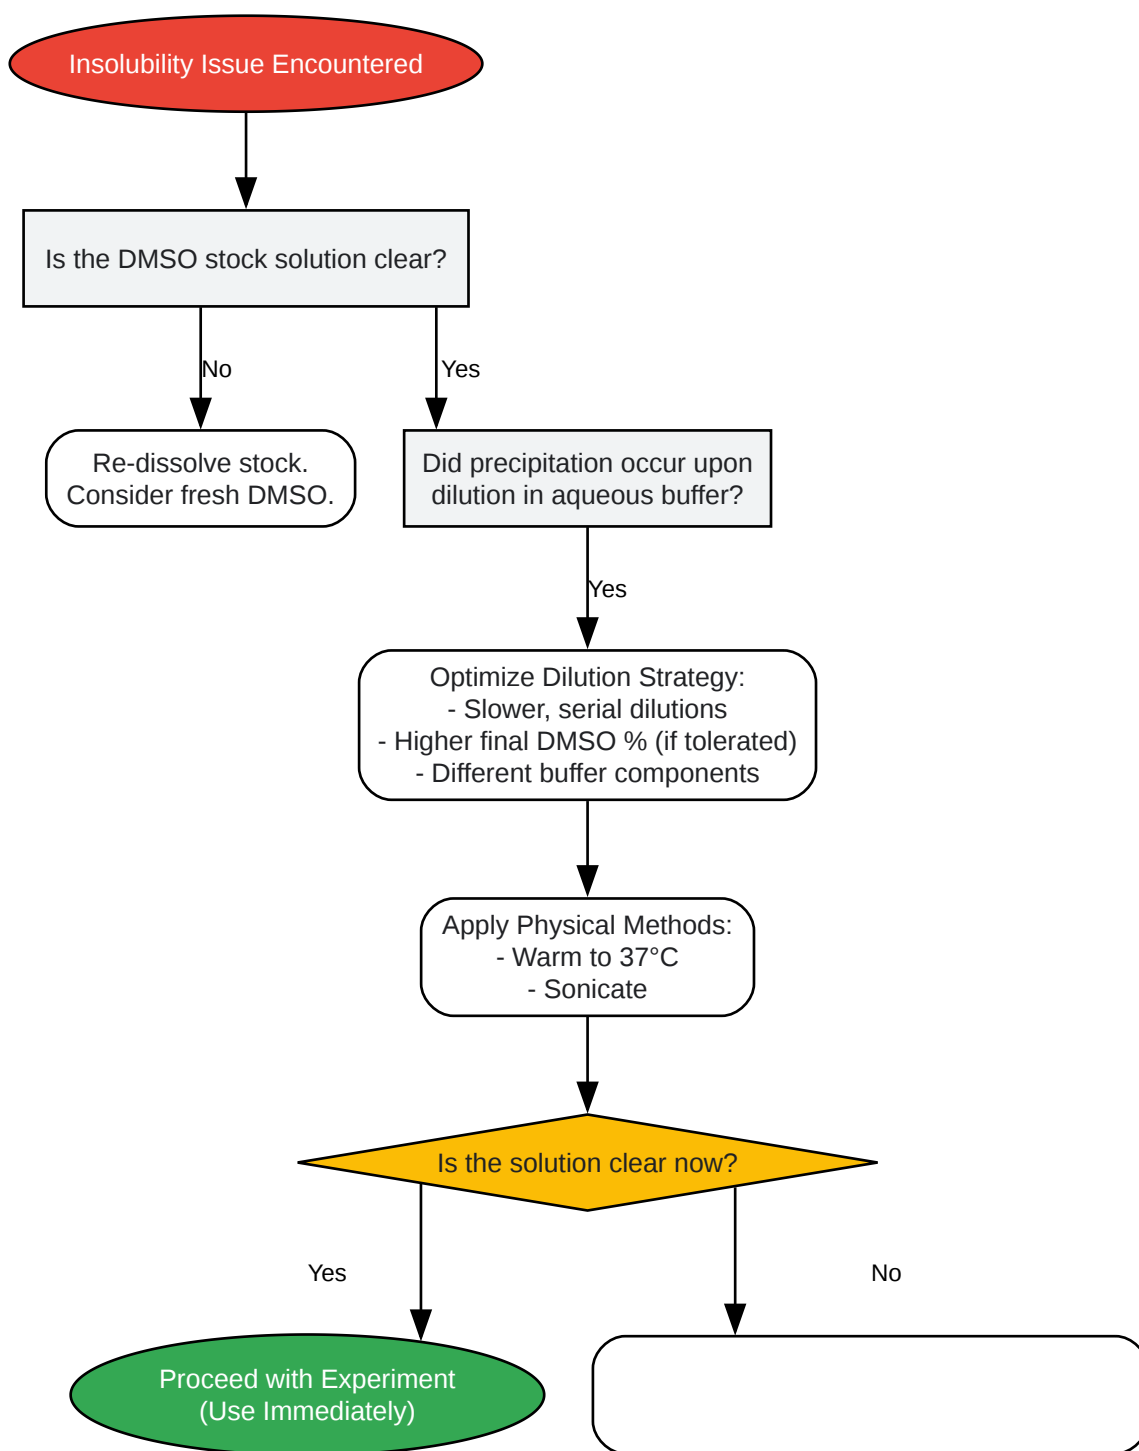 Insolubility Issue Encountered
Is the DMSO stock solution clear?
No
Yes
Re-dissolve stock.
Consider fresh DMSO.
Did precipitation occur upon
dilution in aqueous buffer?
Yes
Optimize Dilution Strategy:
- Slower, serial dilutions
- Higher final DMSO % (if tolerated)
- Different buffer components
Apply Physical Methods:
- Warm to 37°C
- Sonicate
Is the solution clear now?
Yes
No
Proceed with Experiment
(Use Immediately)